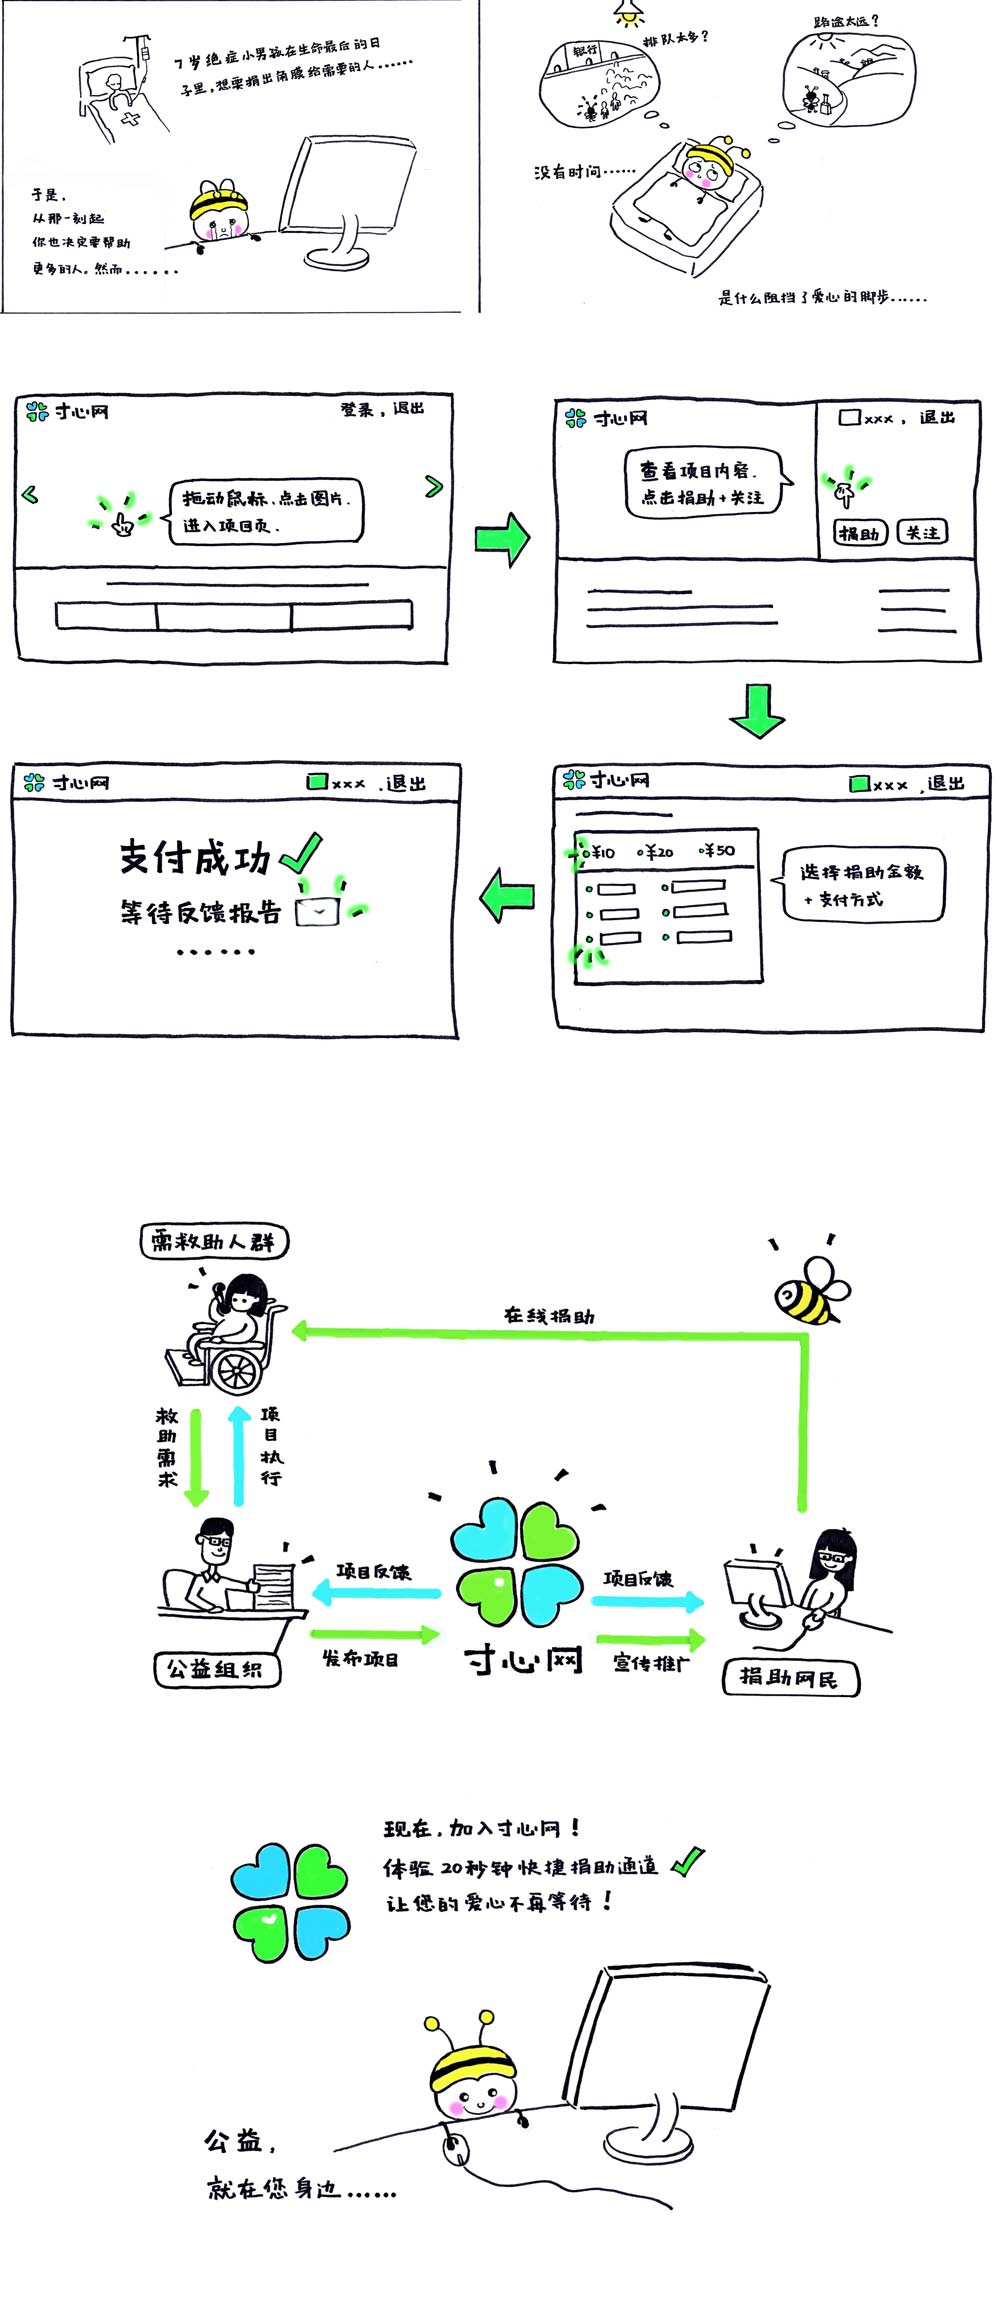 7岁绝症小男孩在生命最后的日
子里,想要捐出角膜给需要的人......
于是,
从那一刻起
你也决定要帮助
更多的人。然而......
银行
排队太多?
路途太远?
没有时间......
是什么阻挡了爱心的脚步......
寸心网
登录,退出
<
>
拖动鼠标、点击图片.
进入项目页.
寸心网
xxx,退出
查看项目内容.
点击捐助+关注
捐助
关注
寸心网
xxx.退出
支付成功
等待反馈报告
......
寸心网
xxx,退出
¥10 ¥20 ¥50
选择捐助金额
+支付方式
需救助人群
在线捐助
救助需求
项目执行
项目反馈
项目反馈
发布项目
寸心网
宣传推广
公益组织
捐助网民
现在,加入寸心网!
体验20秒钟快捷捐助通道
让您的爱心不再等待!
公益,
就在您身边......